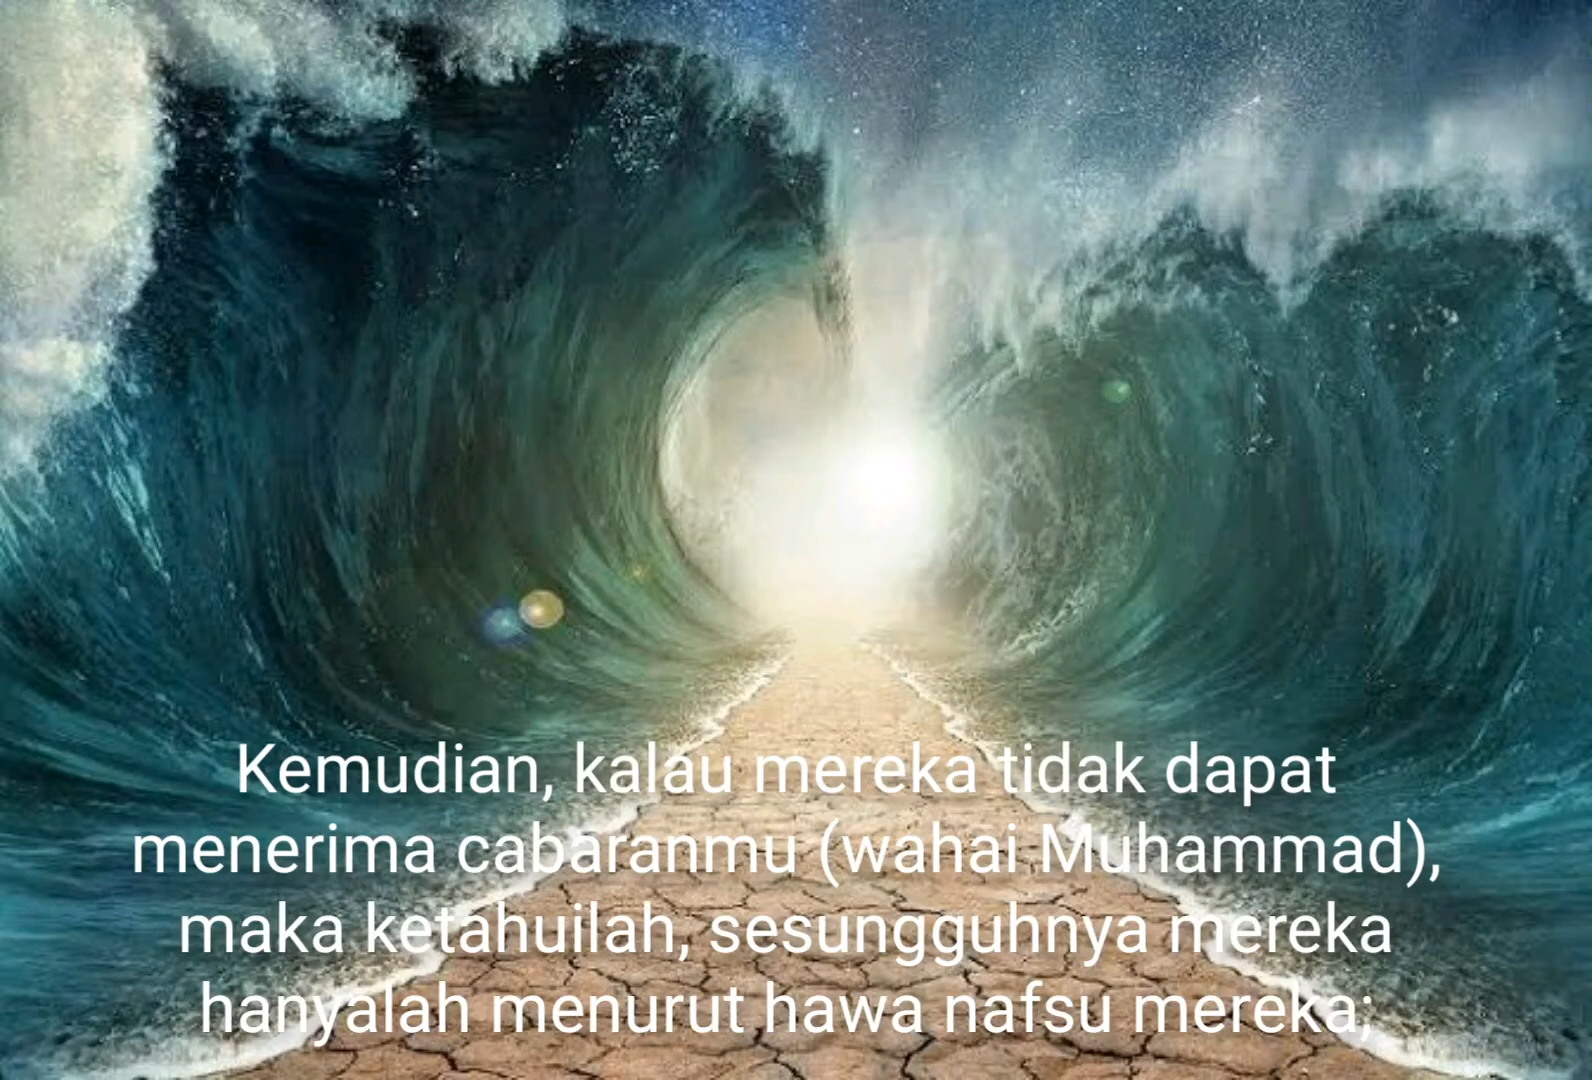 Kemudian, kalau mereka tidak dapat
menerima cabaranmu (wahai Muhammad),
maka ketahuilah, sesungguhnya mereka
hanyalah menurut hawa nafsu mereka;